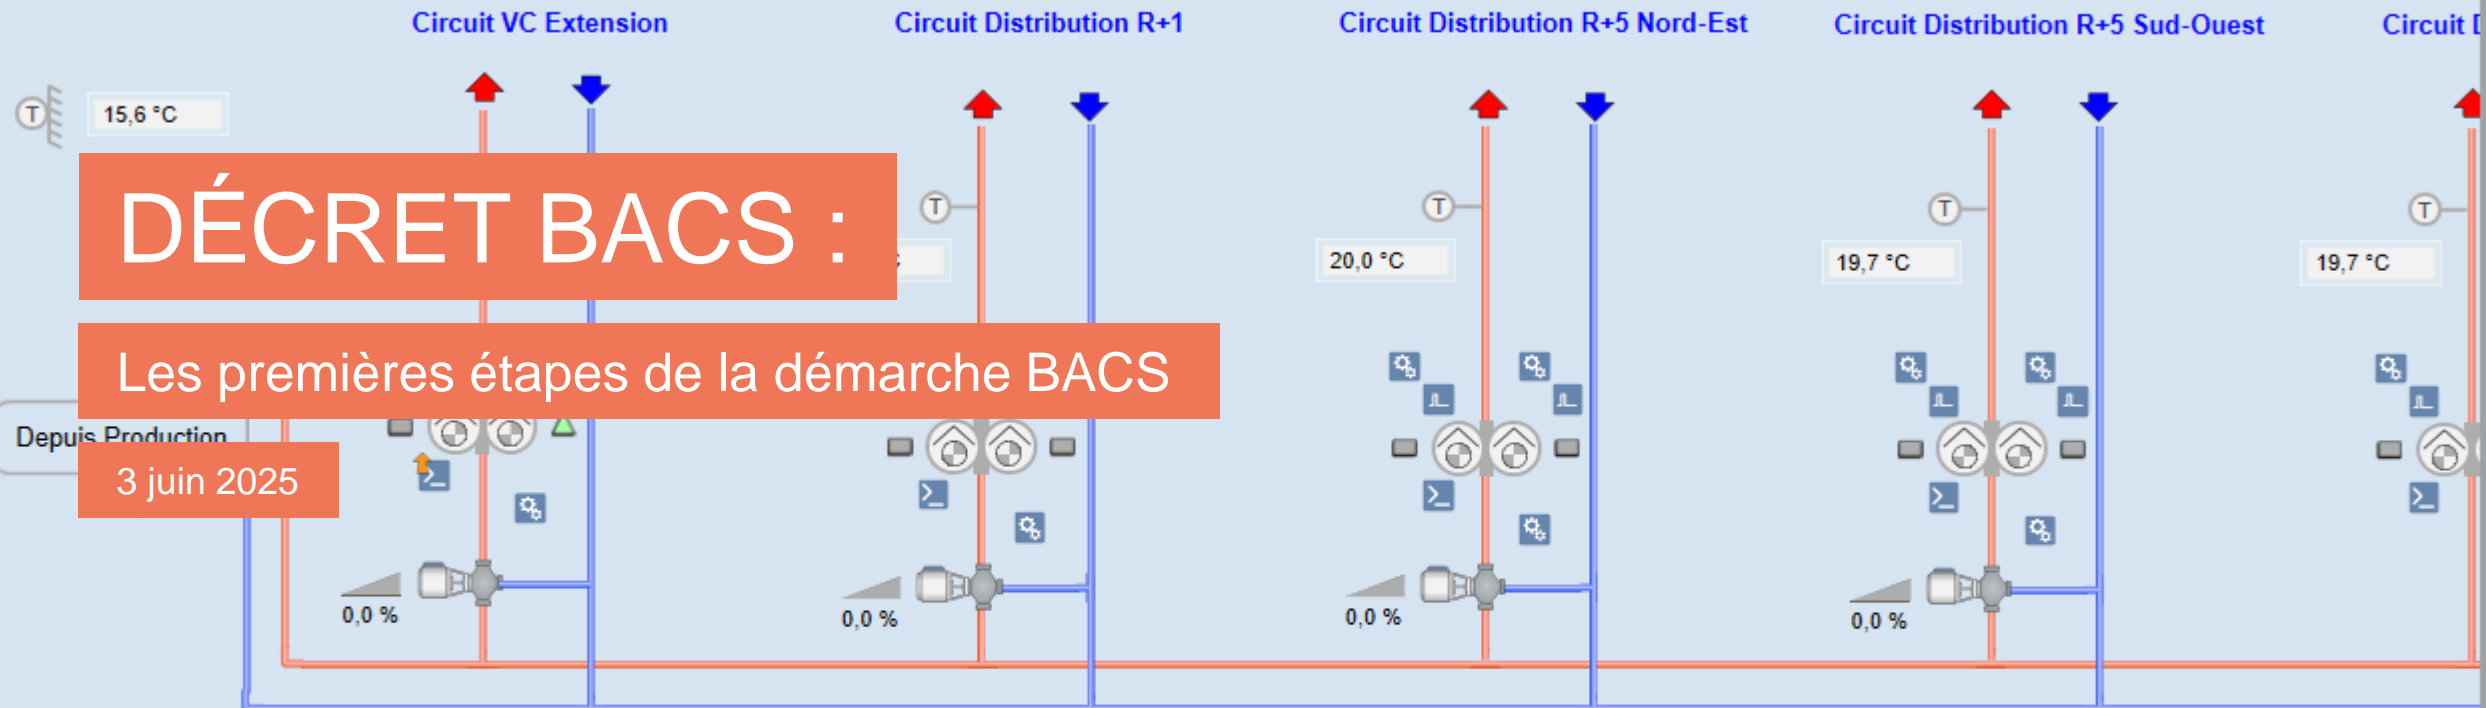 Circuit VC Extension
Circuit Distribution R+1
Circuit Distribution R+5 Nord-Est
Circuit Distribution R+5 Sud-Ouest
Circuit
T
15,6 °C
DÉCRET BACS :
T
T
T
T
20,0 °C
19,7 °C
19,7 °C
Les premières étapes de la démarche BACS
Depuis Production
3 juin 2025
0,0 %
0,0 %
0,0 %
0,0 %